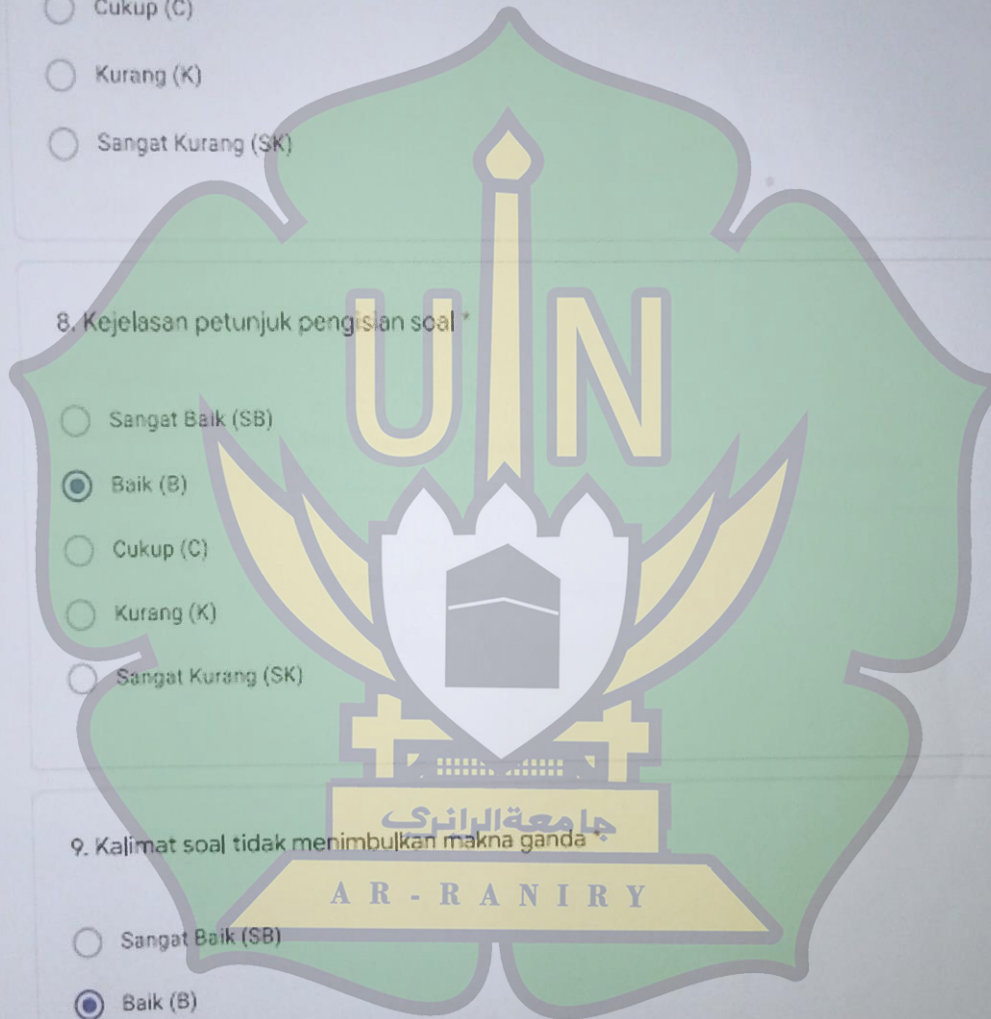 Cukup (C)
Kurang (K)
Sangat Kurang (SK)
8. Kejelasan petunjuk pengisian soal *
UIN
Sangat Baik (SB)
Baik (B)
Cukup (C)
Kurang (K)
Sangat Kurang (SK)
جامعة الرانري
9. Kalimat soal tidak menimbulkan makna ganda *
AR-RANIRY
Sangat Baik (SB)
Baik (B)